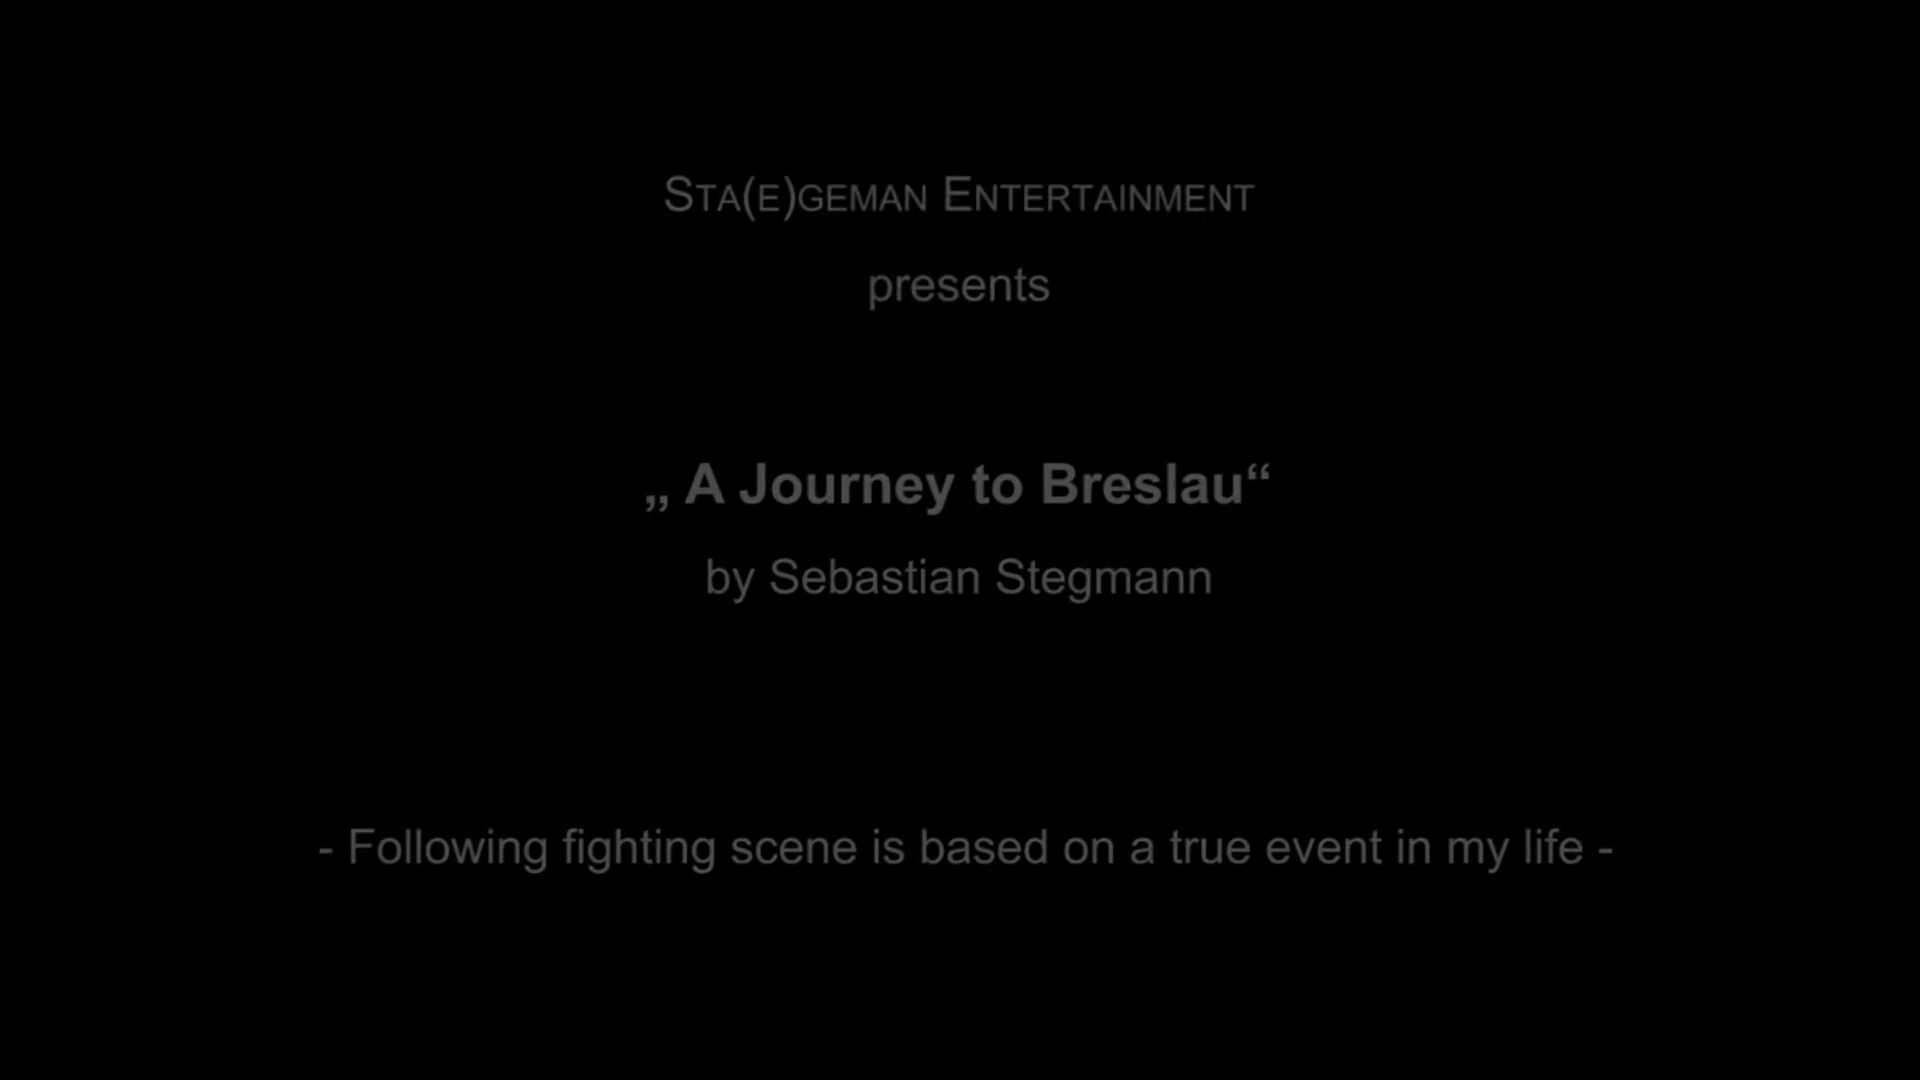 STA(E)GEMAN ENTERTAINMENT
presents
„ A Journey to Breslau“
by Sebastian Stegmann
- Following fighting scene is based on a true event in my life -